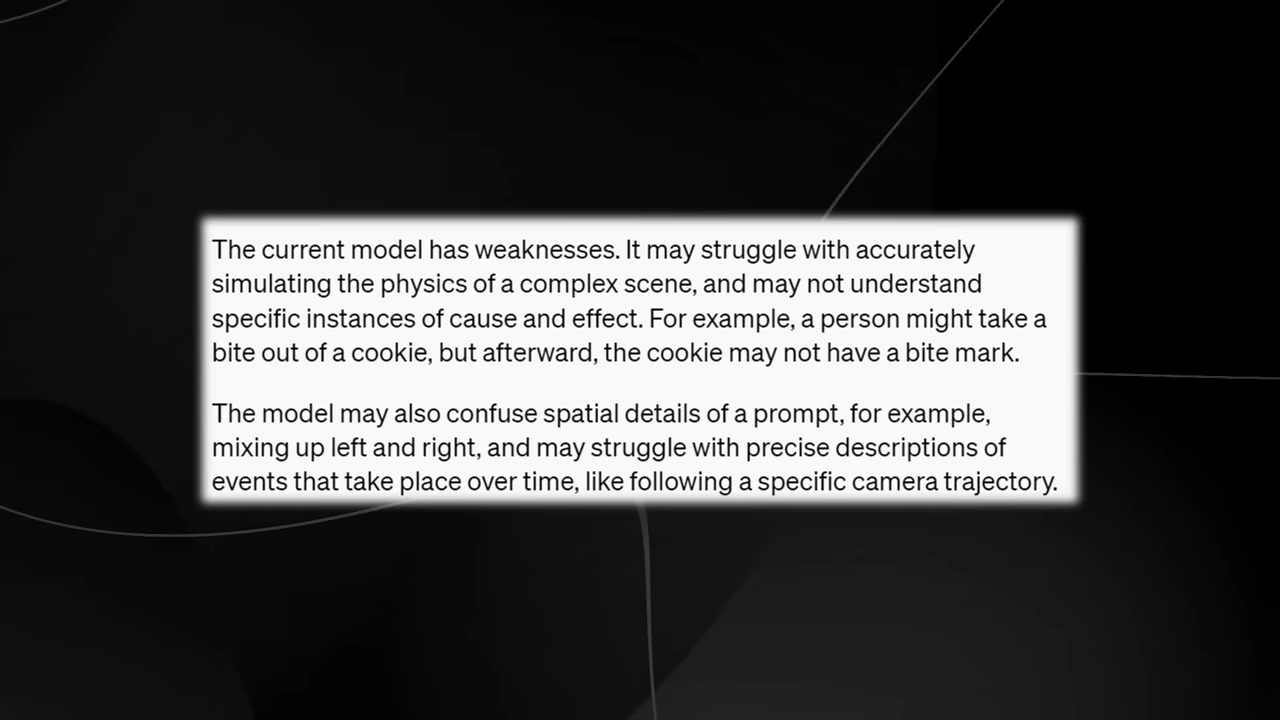 The current model has weaknesses. It may struggle with accurately
simulating the physics of a complex scene, and may not understand
specific instances of cause and effect. For example, a person might take a
bite out of a cookie, but afterward, the cookie may not have a bite mark.
The model may also confuse spatial details of a prompt, for example,
mixing up left and right, and may struggle with precise descriptions of
events that take place over time, like following a specific camera trajectory.